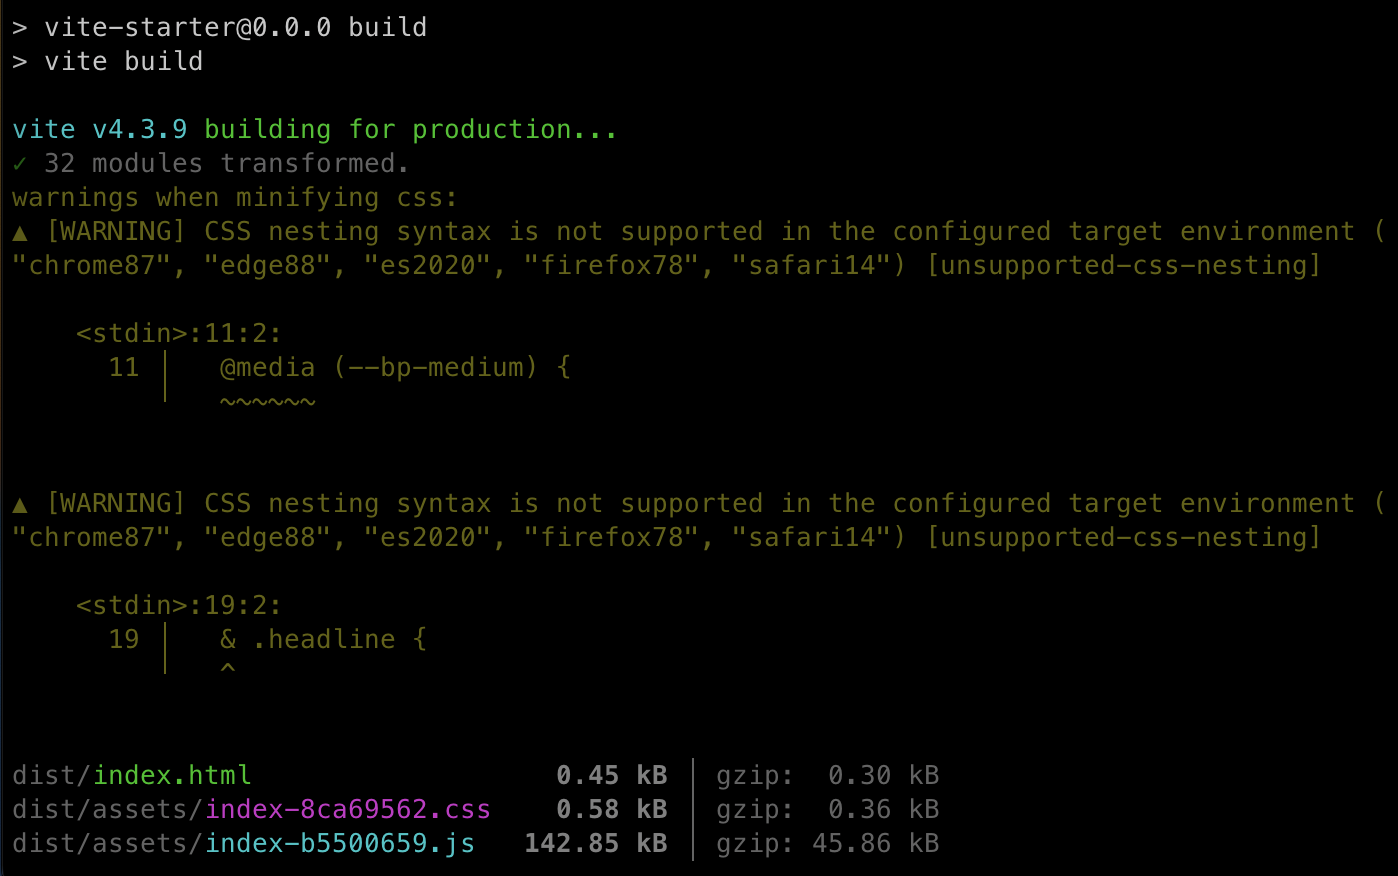 > vite-starter@0.0.0 build
> vite build
vite v4.3.9 building for production...
✓ 32 modules transformed.
warnings when minifying css:
▲ [WARNING] CSS nesting syntax is not supported in the configured target environment (
"chrome87", "edge88", "es2020", "firefox78", "safari14") [unsupported-css-nesting]
<stdin>:11:2:
11 │ @media (--bp-medium) {
~~~~~~
▲ [WARNING] CSS nesting syntax is not supported in the configured target environment (
"chrome87", "edge88", "es2020", "firefox78", "safari14") [unsupported-css-nesting]
<stdin>:19:2:
19 │ & .headline {
^
dist/index.html 0.45 kB │ gzip: 0.30 kB
dist/assets/index-8ca69562.css 0.58 kB │ gzip: 0.36 kB
dist/assets/index-b5500659.js 142.85 kB │ gzip: 45.86 kB